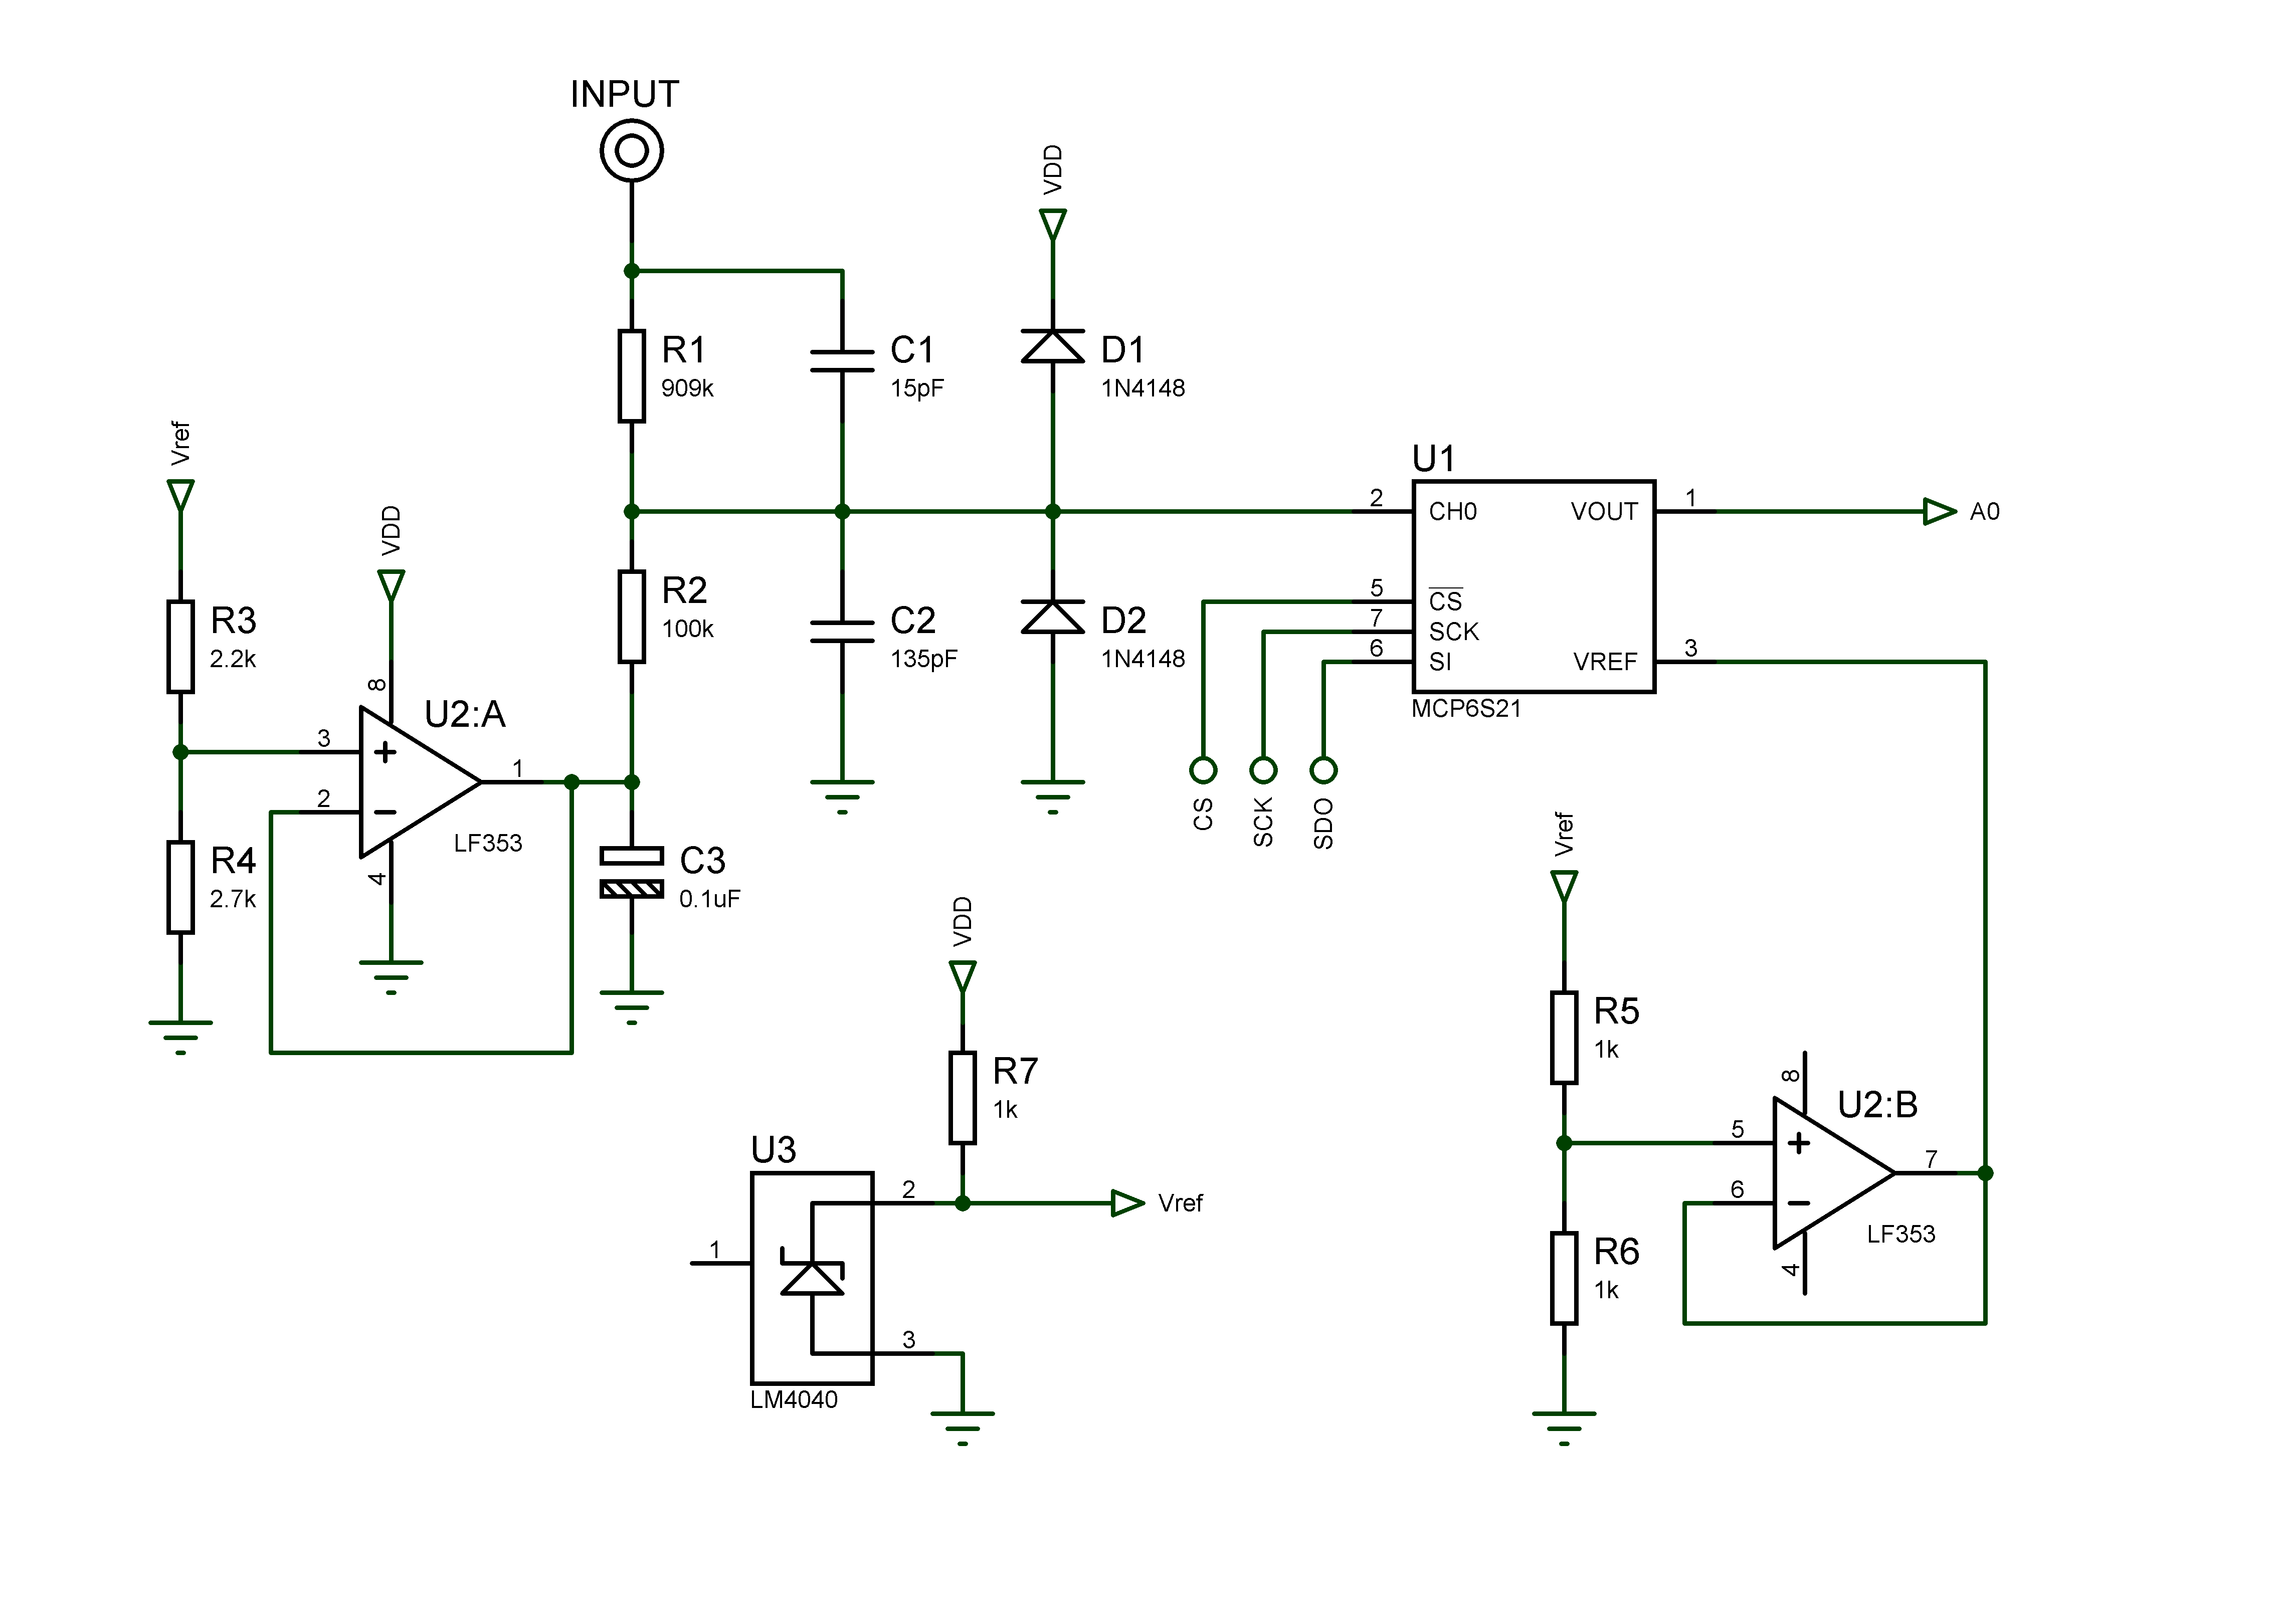 INPUT
VDD
R1
909k
C1
15pF
D1
1N4148
Vref
VDD
U1
2
CH0
VOUT
1
A0
5
CS
7
SCK
6
SI
VREF
3
MCP6S21
R2
100k
C2
135pF
D2
1N4148
R3
2.2k
8
U2:A
3
+
1
2
−
LF353
4
R4
2.7k
C3
0.1uF
CS
SCK
SDO
Vref
VDD
R5
1k
R7
1k
8
U2:B
5
+
7
6
−
LF353
4
U3
2
Vref
1
3
LM4040
R6
1k